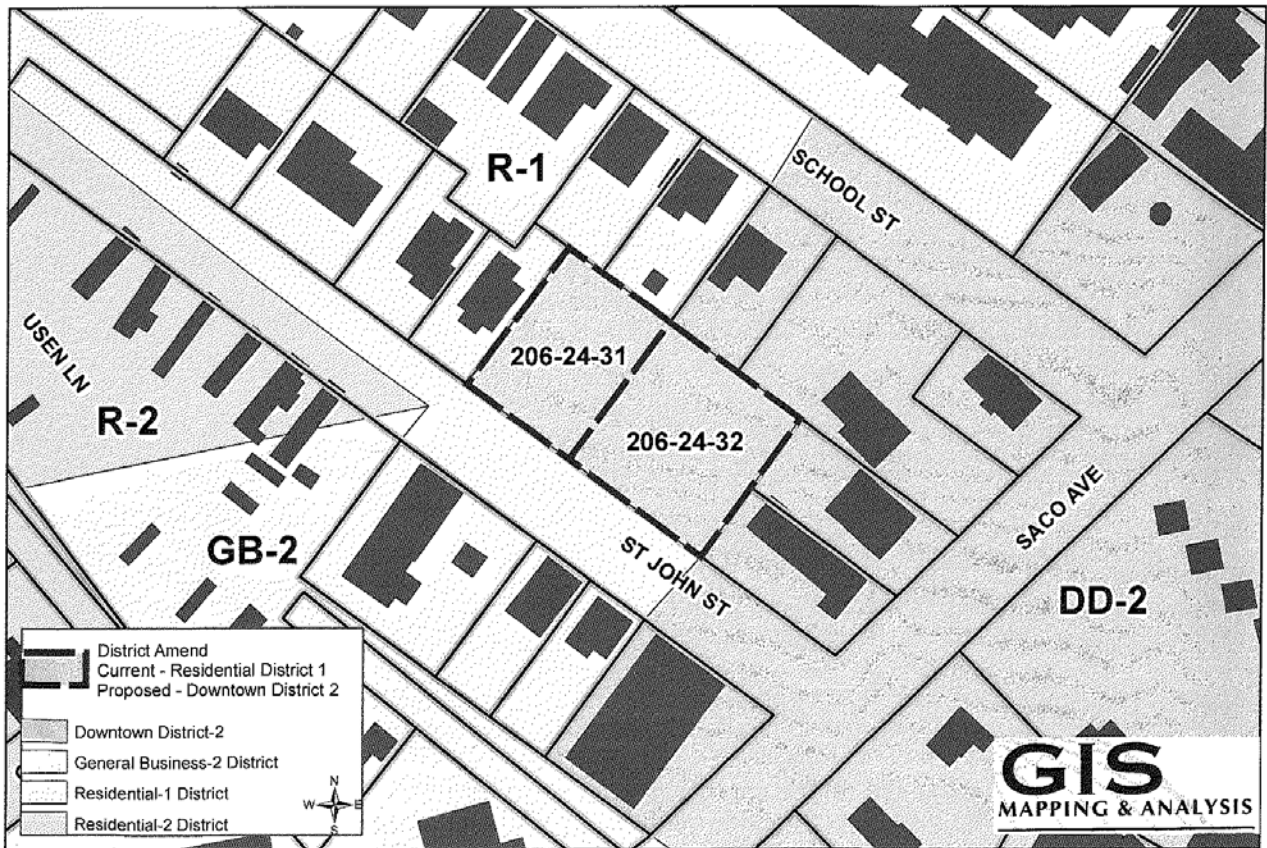 R-1
SCHOOL ST
206-24-31
USEN LN
R-2
206-24-32
SACO AVE
GB-2
ST JOHN ST
DD-2
District Amend
Current - Residential District 1
Proposed - Downtown District 2
Downtown District-2
General Business-2 District
Residential-1 District
Residential-2 District
N
W E
S
GIS
MAPPING & ANALYSIS